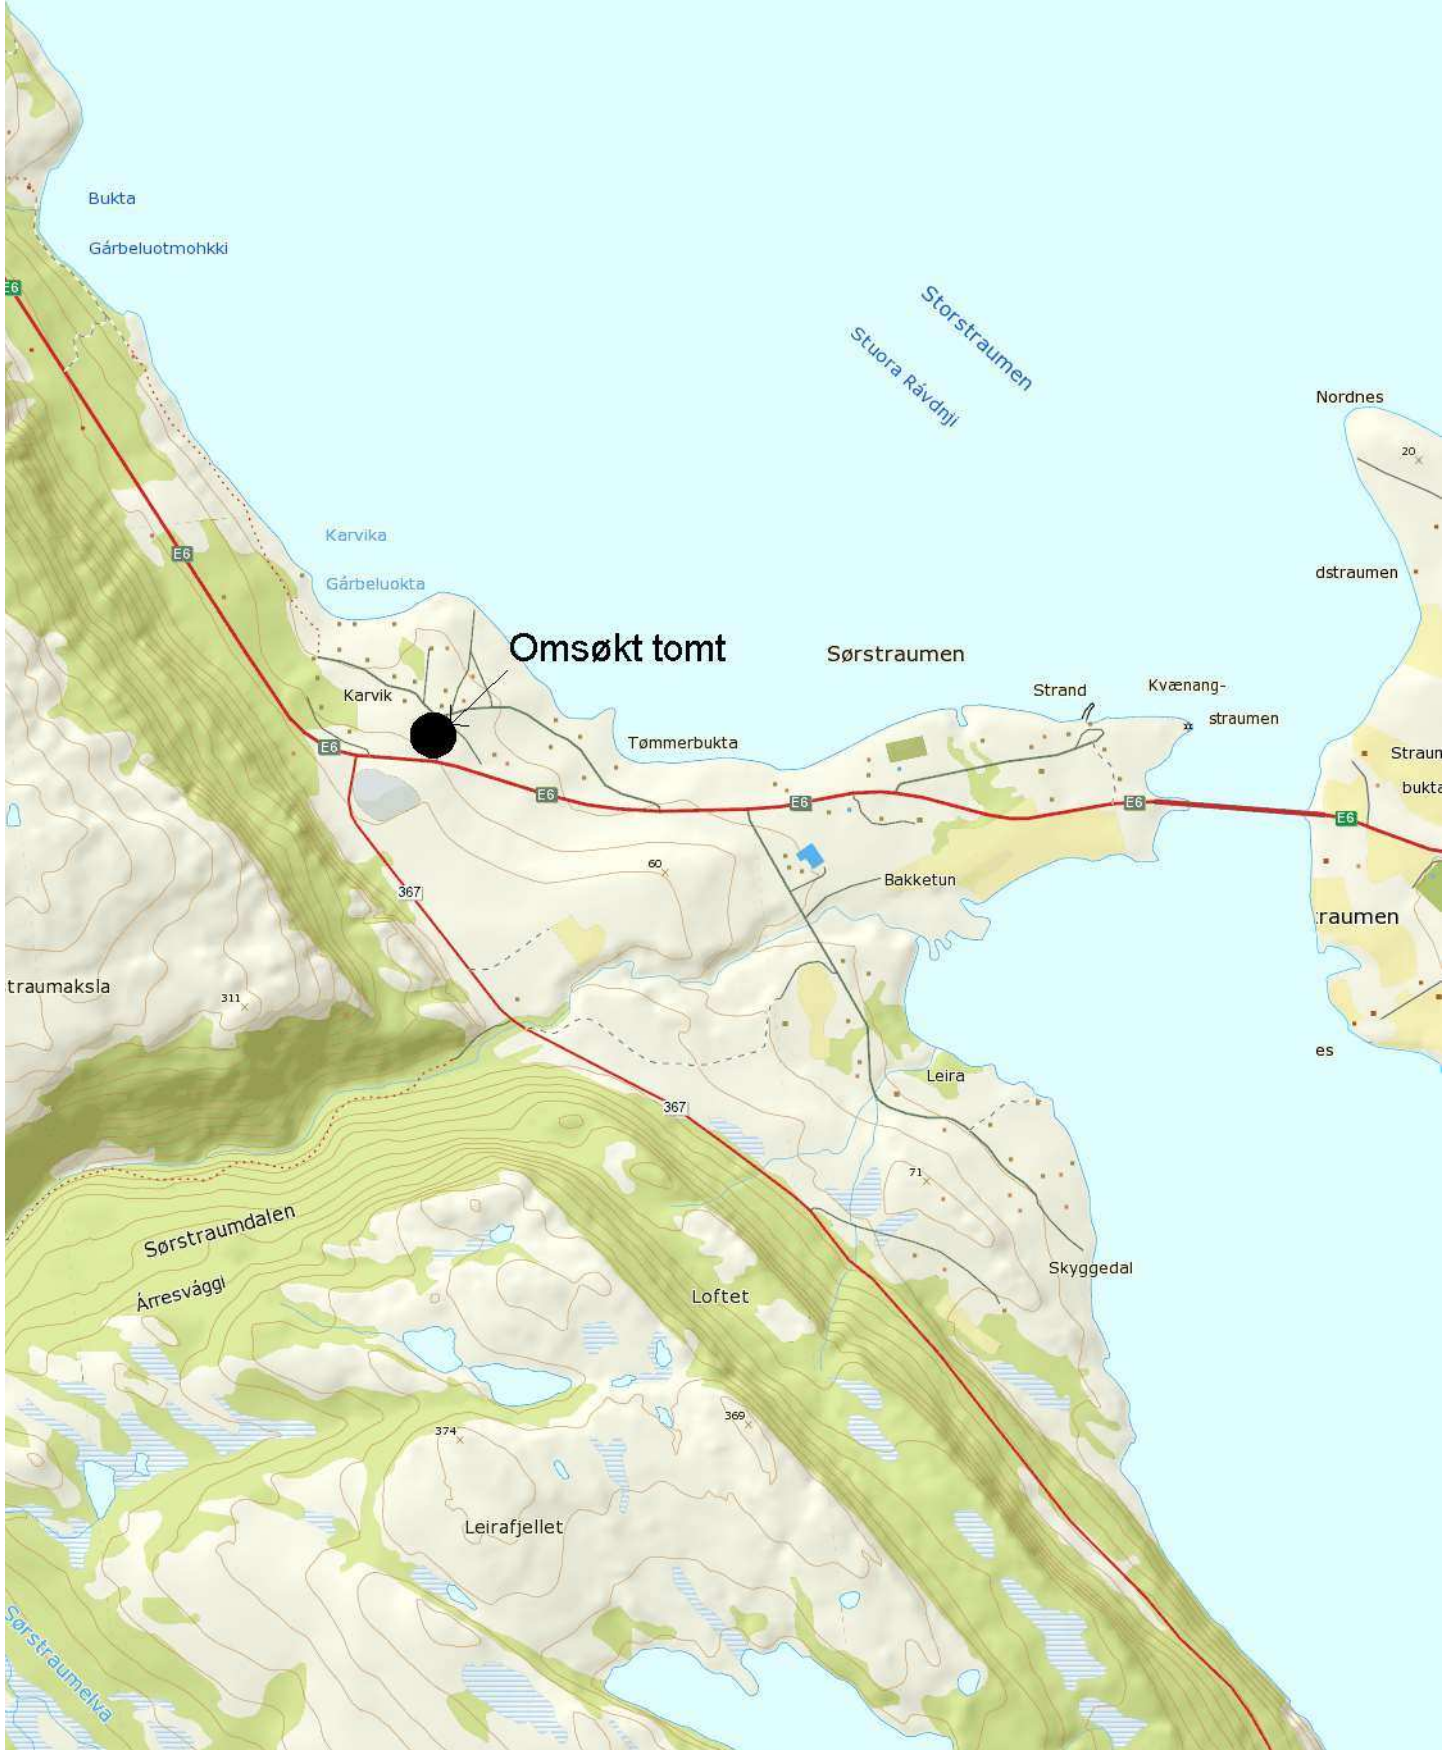 Bukta
Gárbeluotmohkki
E6
Storstraumen
Stuora Rávdnji
Nordnes
20
Karvika
E6
dstraumen
Gárbeluokta
Omsøkt tomt
Sørstraumen
Karvik
Strand
Kvænang-
straumen
Tømmerbukta
E6
Straum
bukta
E6
E6
E6
E6
60
367
Bakketun
raumen
traumaksla
311
es
Leira
367
71
Sørstraumdalen
Skyggedal
Árresvággi
Loftet
369
374
Leirafjellet
Sørstraumelva